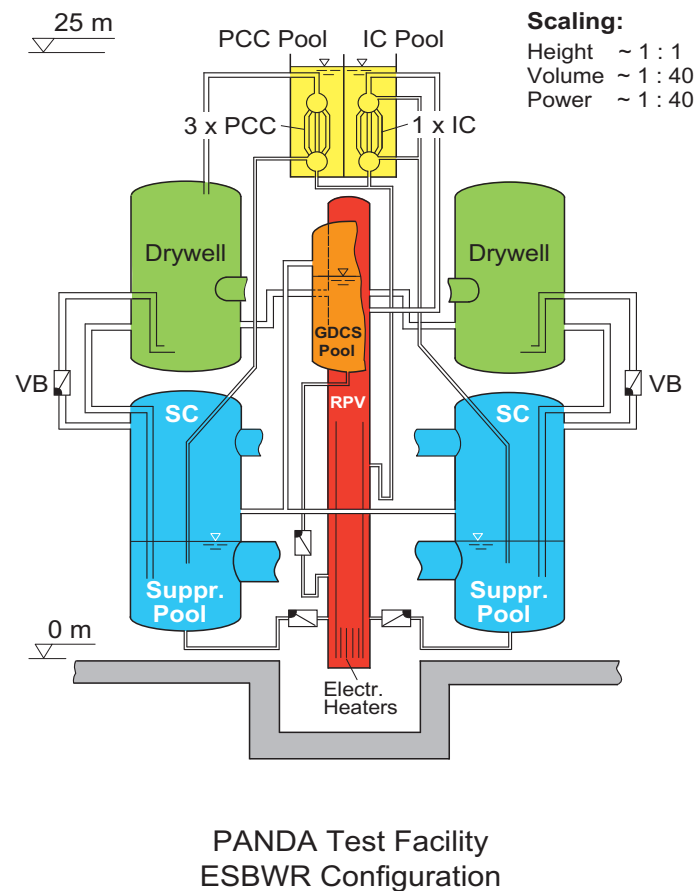 25 m
PCC Pool
IC Pool
Scaling:
Height ~ 1 : 1
Volume ~ 1 : 40
Power ~ 1 : 40
3 x PCC
1 x IC
Drywell
Drywell
GDCS
Pool
VB
VB
SC
RPV
SC
Suppr.
Pool
Suppr.
Pool
0 m
Electr.
Heaters
PANDA Test Facility
ESBWR Configuration